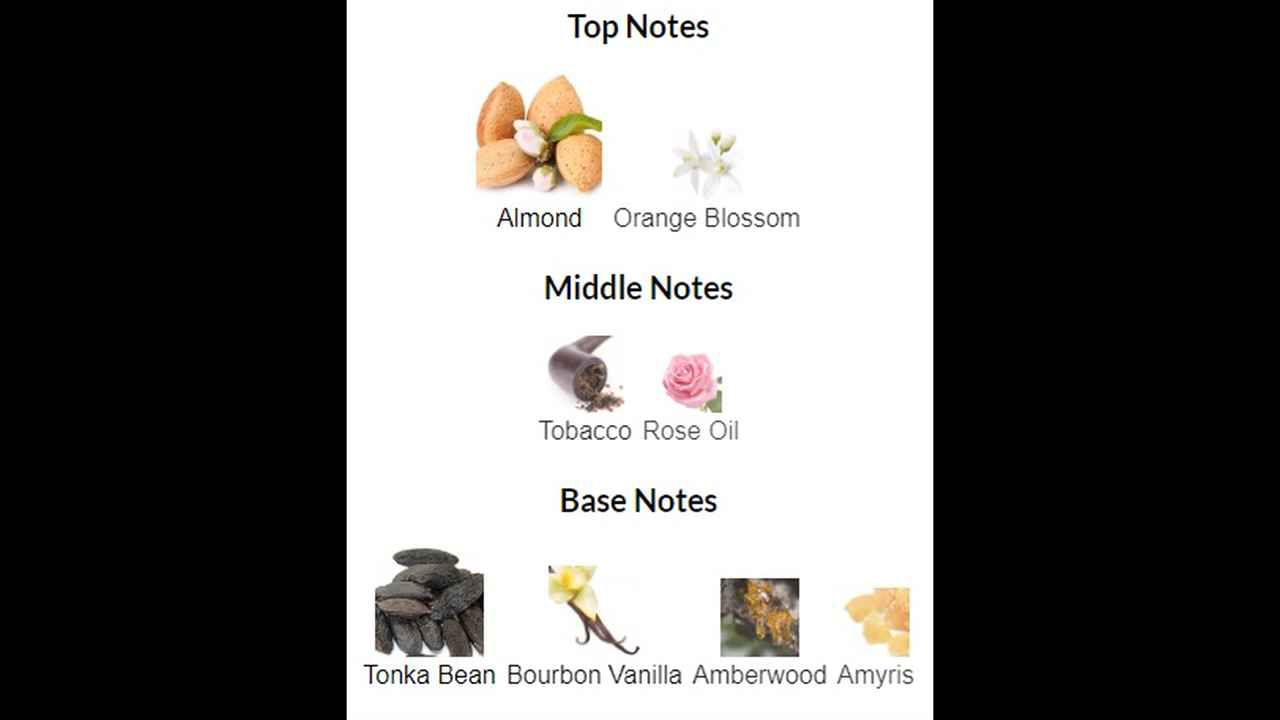 Top Notes
Almond Orange Blossom
Middle Notes
Tobacco Rose Oil
Base Notes
Tonka Bean Bourbon Vanilla Amberwood Amyris